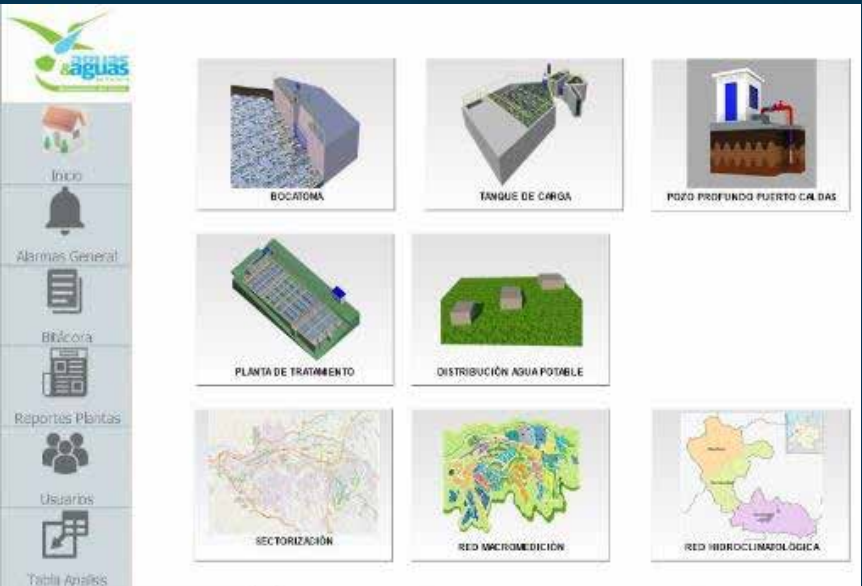 aguas
&aguas
Inicio
Alarmas General
Bitácora
Reportes Plantas
Usuarios
Tabla Analisis
BOCATOMA
TANQUE DE CARGA
POZO PROFUNDO PUERTO CALDAS
PLANTA DE TRATAMIENTO
DISTRIBUCIÓN AGUA POTABLE
SECTORIZACIÓN
RED MACROMEDICIÓN
RED HIDROCLIMATOLÓGICA